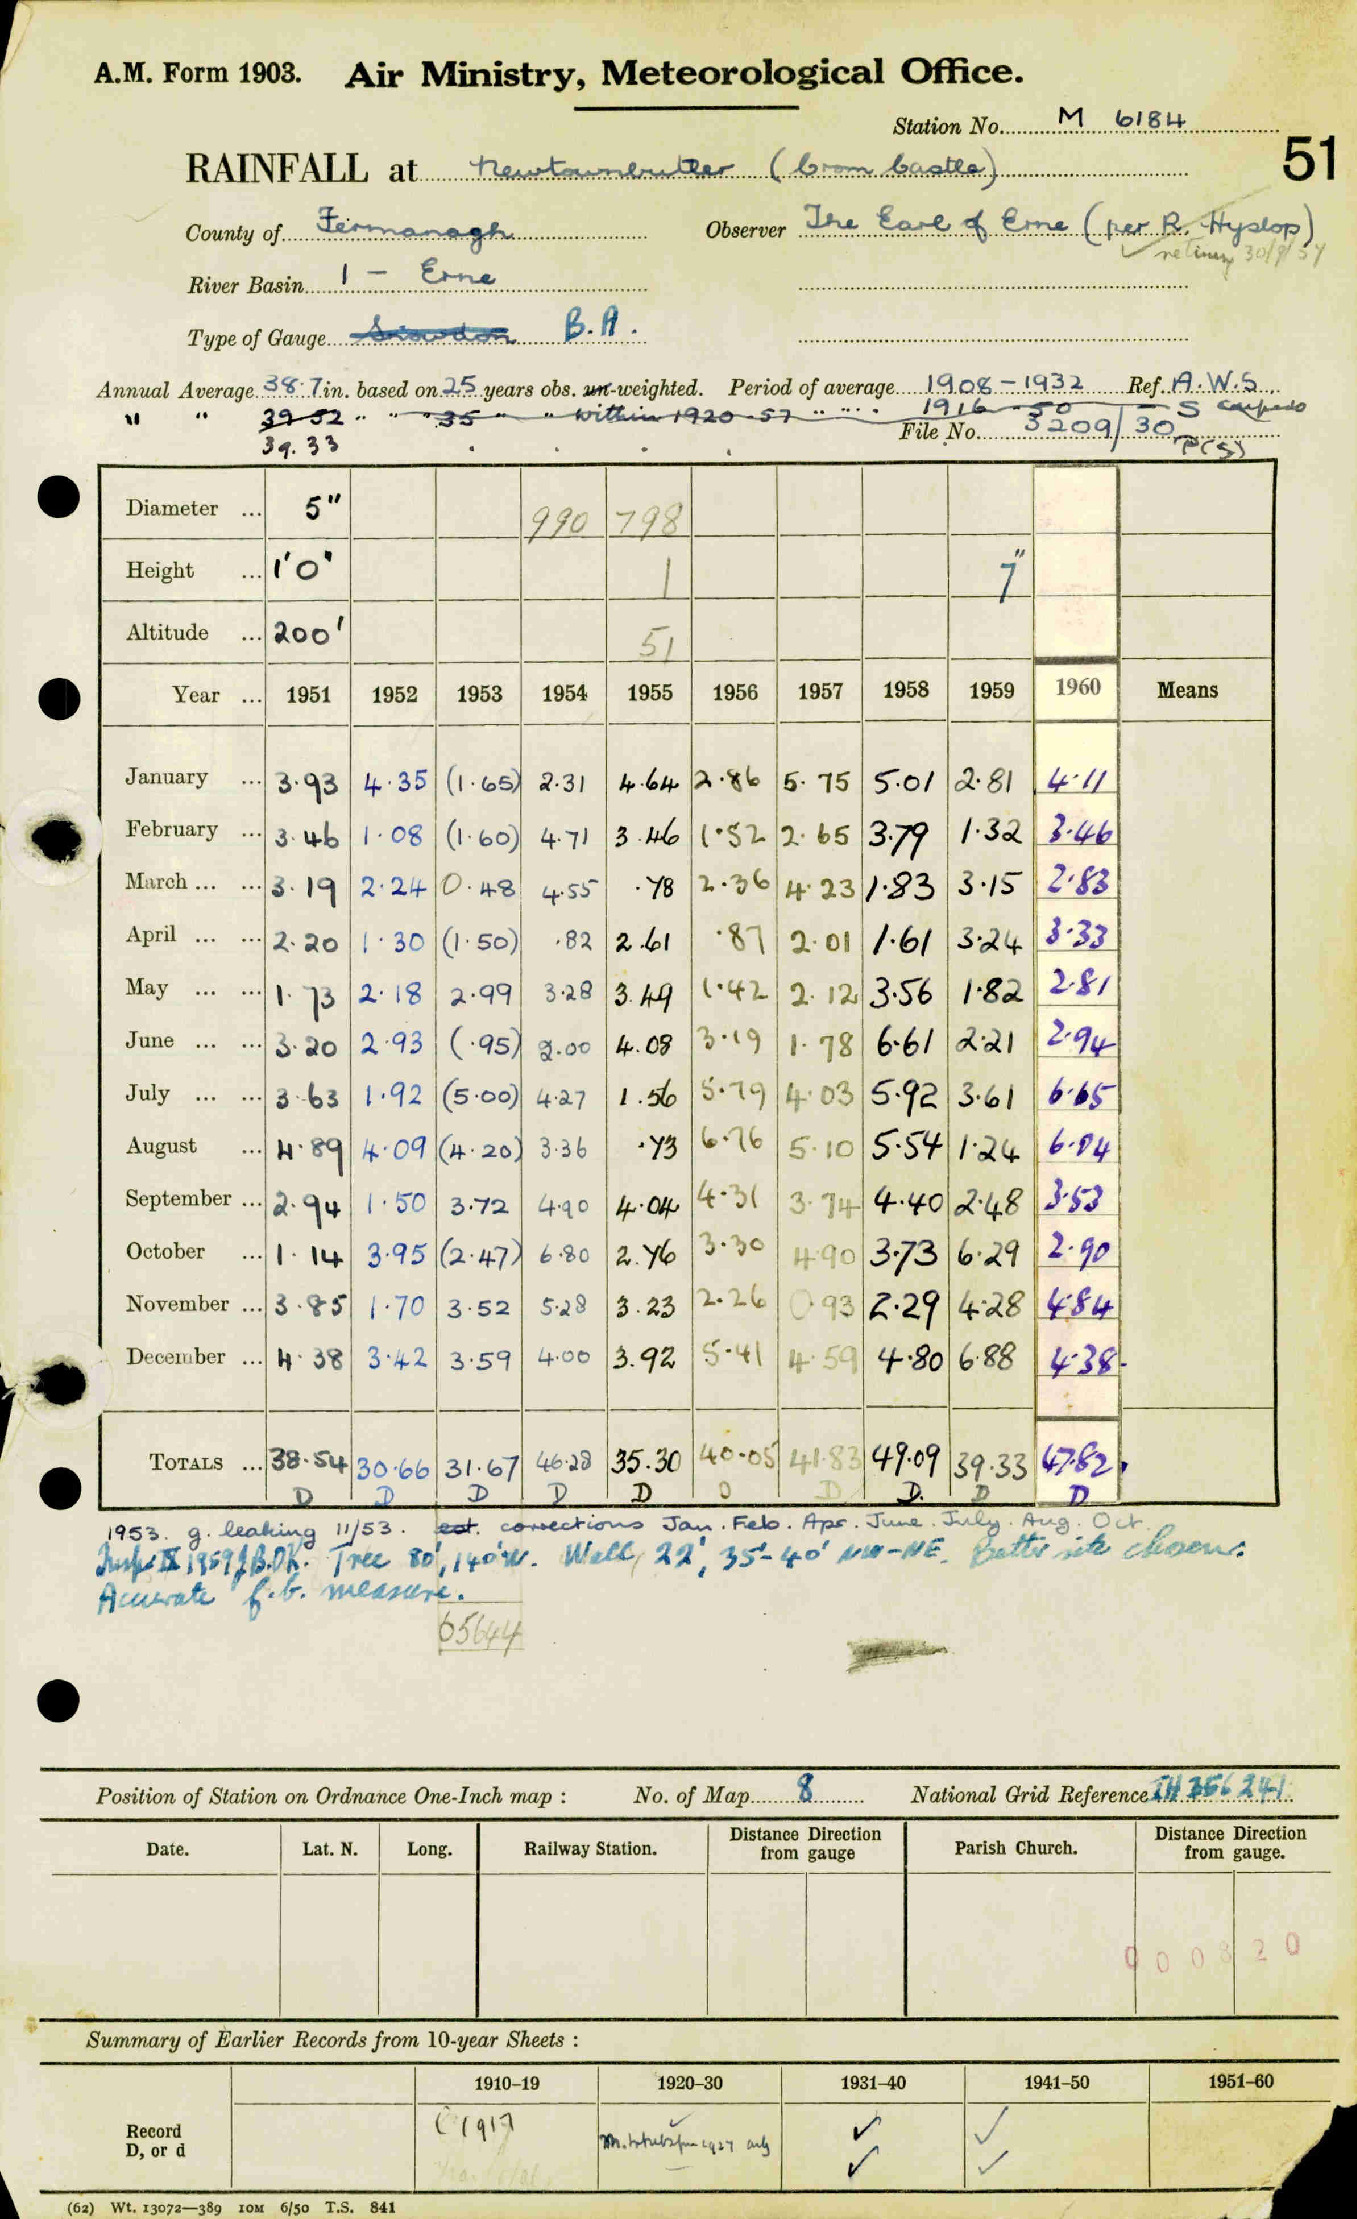 A.M. Form 1903. Air Ministry, Meteorological Office.
Station No. M 6184
51
RAINFALL at Newtownbutler (Crom Castle)
County of Fermanagh Observer The Earl of Erne (per R. Hyslop)
retiring 30/9/57
River Basin 1 - Erne
Type of Gauge Snowdon B.A.
Annual Average 38.7 in. based on 25 years obs. un-weighted. Period of average 1908-1932 Ref. A.W.S.
" " 39.52 " " 35 " " within 1920-57 " " 1916-50 - S
39.33
File No. 3209/30 P(S)
Diameter ... 5" 990 798
Height ... 1'0" 1 7"
Altitude ... 200' 51
Year ... 1951 1952 1953 1954 1955 1956 1957 1958 1959 1960 Means
January ... 3.93 4.35 (1.65) 2.31 4.64 2.86 5.75 5.01 2.81 4.11
February ... 3.46 1.08 (1.60) 4.71 3.46 1.52 2.65 3.79 1.32 3.46
March ... ... 3.19 2.24 0.48 4.55 .78 2.36 4.23 1.83 3.15 2.83
April ... ... 2.20 1.30 (1.50) .82 2.61 .87 2.01 1.61 3.24 3.33
May ... ... 1.73 2.18 2.99 3.28 3.49 1.42 2.12 3.56 1.82 2.81
June ... ... 3.20 2.93 (.95) 2.00 4.08 3.19 1.78 6.61 2.21 2.94
July ... ... 3.63 1.92 (5.00) 4.27 1.56 5.79 4.03 5.92 3.61 6.65
August ... 4.89 4.09 (4.20) 3.36 .73 6.76 5.10 5.54 1.24 6.04
September ... 2.94 1.50 3.72 4.90 4.04 4.31 3.74 4.40 2.48 3.53
October ... 1.14 3.95 (2.47) 6.80 2.76 3.30 4.90 3.73 6.29 2.90
November ... 3.85 1.70 3.52 5.28 3.23 2.26 0.93 2.29 4.28 4.84
December ... 4.38 3.42 3.59 4.00 3.92 5.41 4.59 4.80 6.88 4.38
TOTALS ... 38.54 30.66 31.67 46.28 35.30 40.05 41.83 49.09 39.33 47.82
D D D D D D D D. D D
1953. g. leaking 11/53. est. corrections Jan. Feb. Apr. June. July. Aug. Oct.
Insp. IX 1959 J.B.DK. Tree 80', 140°W. Wall, 22', 35'-40' NW-NE. Better site chosen.
Accurate f.b. measure.
65644
Position of Station on Ordnance One-Inch map : No. of Map 8 National Grid Reference IH 356 241
Date. Lat. N. Long. Railway Station. Distance Direction from gauge Parish Church. Distance Direction from gauge.
000820
Summary of Earlier Records from 10-year Sheets :
1910-19 1920-30 1931-40 1941-50 1951-60
Record D, or d
1917
1927 only
(62) Wt. 13072—389 10M 6/50 T.S. 841